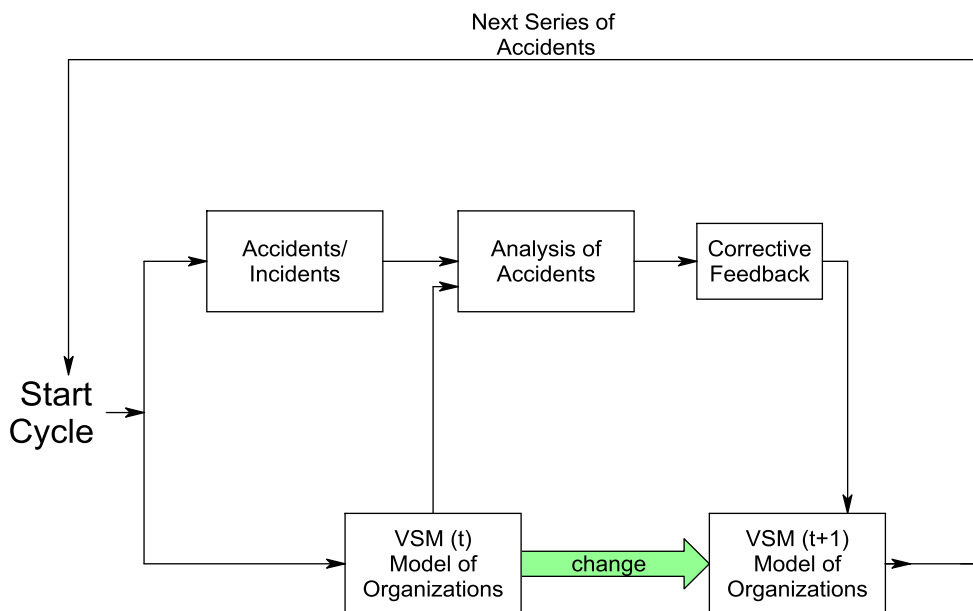 Next Series of
Accidents
Accidents/
Incidents
Analysis of
Accidents
Corrective
Feedback
Start
Cycle
VSM (t)
Model of
Organizations
change
VSM (t+1)
Model of
Organizations